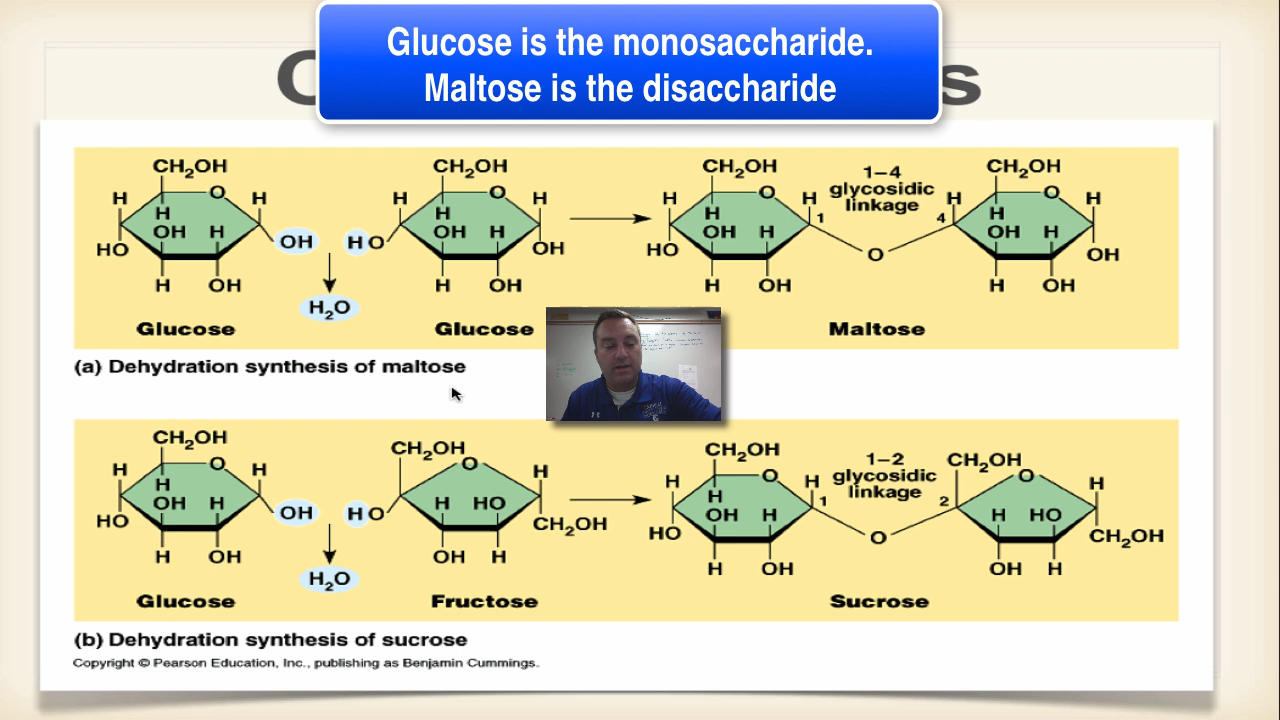 Glucose is the monosaccharide.
Maltose is the disaccharide
CH₂OH
CH₂OH
CH₂OH
1–4
glycosidic
linkage
CH₂OH
H O H
H O H
H O H
H O H
H
H
H
H
1
4
HO OH H OH
H O OH H OH
HO OH H
O
OH H OH
H OH
H OH
H OH
H OH
H₂O
Glucose
Glucose
Maltose
(a) Dehydration synthesis of maltose
CH₂OH
CH₂OH
CH₂OH
1–2
glycosidic
linkage
CH₂OH
H O H
O H
H O H
O H
H
H
1
2
HO OH H OH
H O H HO CH₂OH
HO OH H
O
H HO CH₂OH
H OH
OH H
H OH
OH H
H₂O
Glucose
Fructose
Sucrose
(b) Dehydration synthesis of sucrose
Copyright © Pearson Education, Inc., publishing as Benjamin Cummings.